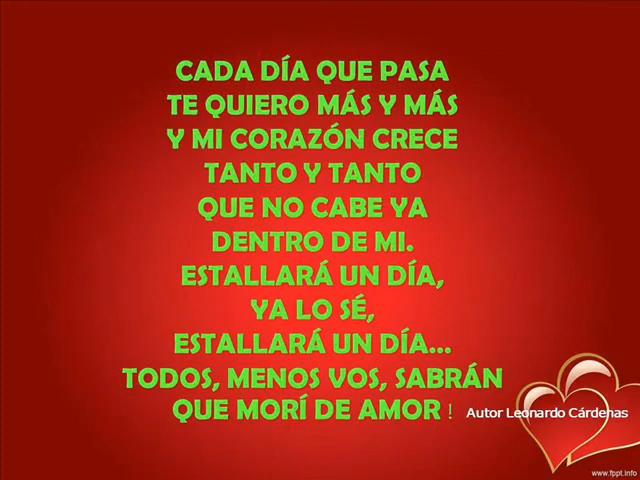 CADA DÍA QUE PASA
TE QUIERO MÁS Y MÁS
Y MI CORAZÓN CRECE
TANTO Y TANTO
QUE NO CABE YA
DENTRO DE MI.
ESTALLARÁ UN DÍA,
YA LO SÉ,
ESTALLARÁ UN DÍA...
TODOS, MENOS VOS, SABRÁN
QUE MORÍ DE AMOR !
Autor Leonardo Cárdenas
www.fppt.info